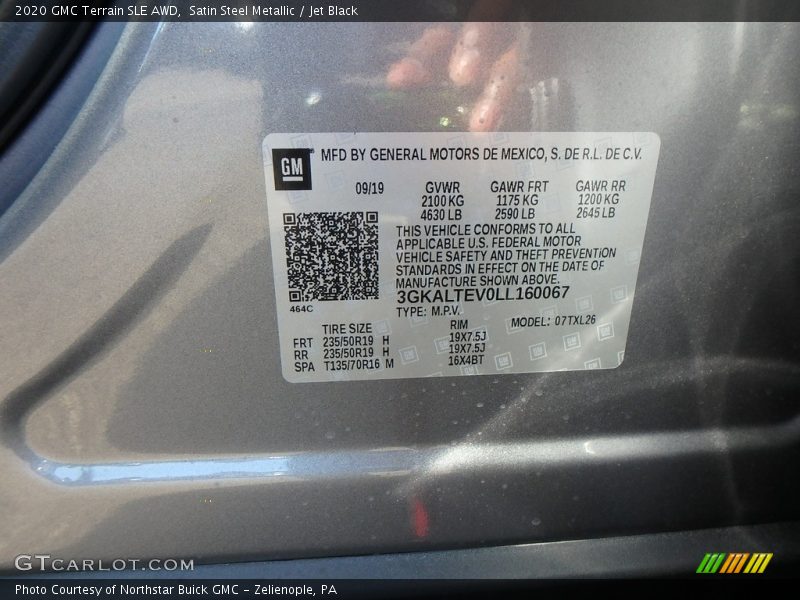 2020 GMC Terrain SLE AWD,  Satin Steel Metallic / Jet Black
GM
MFD BY GENERAL MOTORS DE MEXICO, S. DE R.L. DE C.V.
09/19 GVWR GAWR FRT GAWR RR
2100 KG 1175 KG 1200 KG
4630 LB 2590 LB 2645 LB
THIS VEHICLE CONFORMS TO ALL
APPLICABLE U.S. FEDERAL MOTOR
VEHICLE SAFETY AND THEFT PREVENTION
STANDARDS IN EFFECT ON THE DATE OF
MANUFACTURE SHOWN ABOVE.
3GKALTEV0LL160067
464C
TYPE: M.P.V.
MODEL: 07TXL26
TIRE SIZE RIM
FRT 235/50R19 H 19X7.5J
RR 235/50R19 H 19X7.5J
SPA T135/70R16 M 16X4BT
GTCARLOT.COM
Photo Courtesy of Northstar Buick GMC - Zelienople, PA